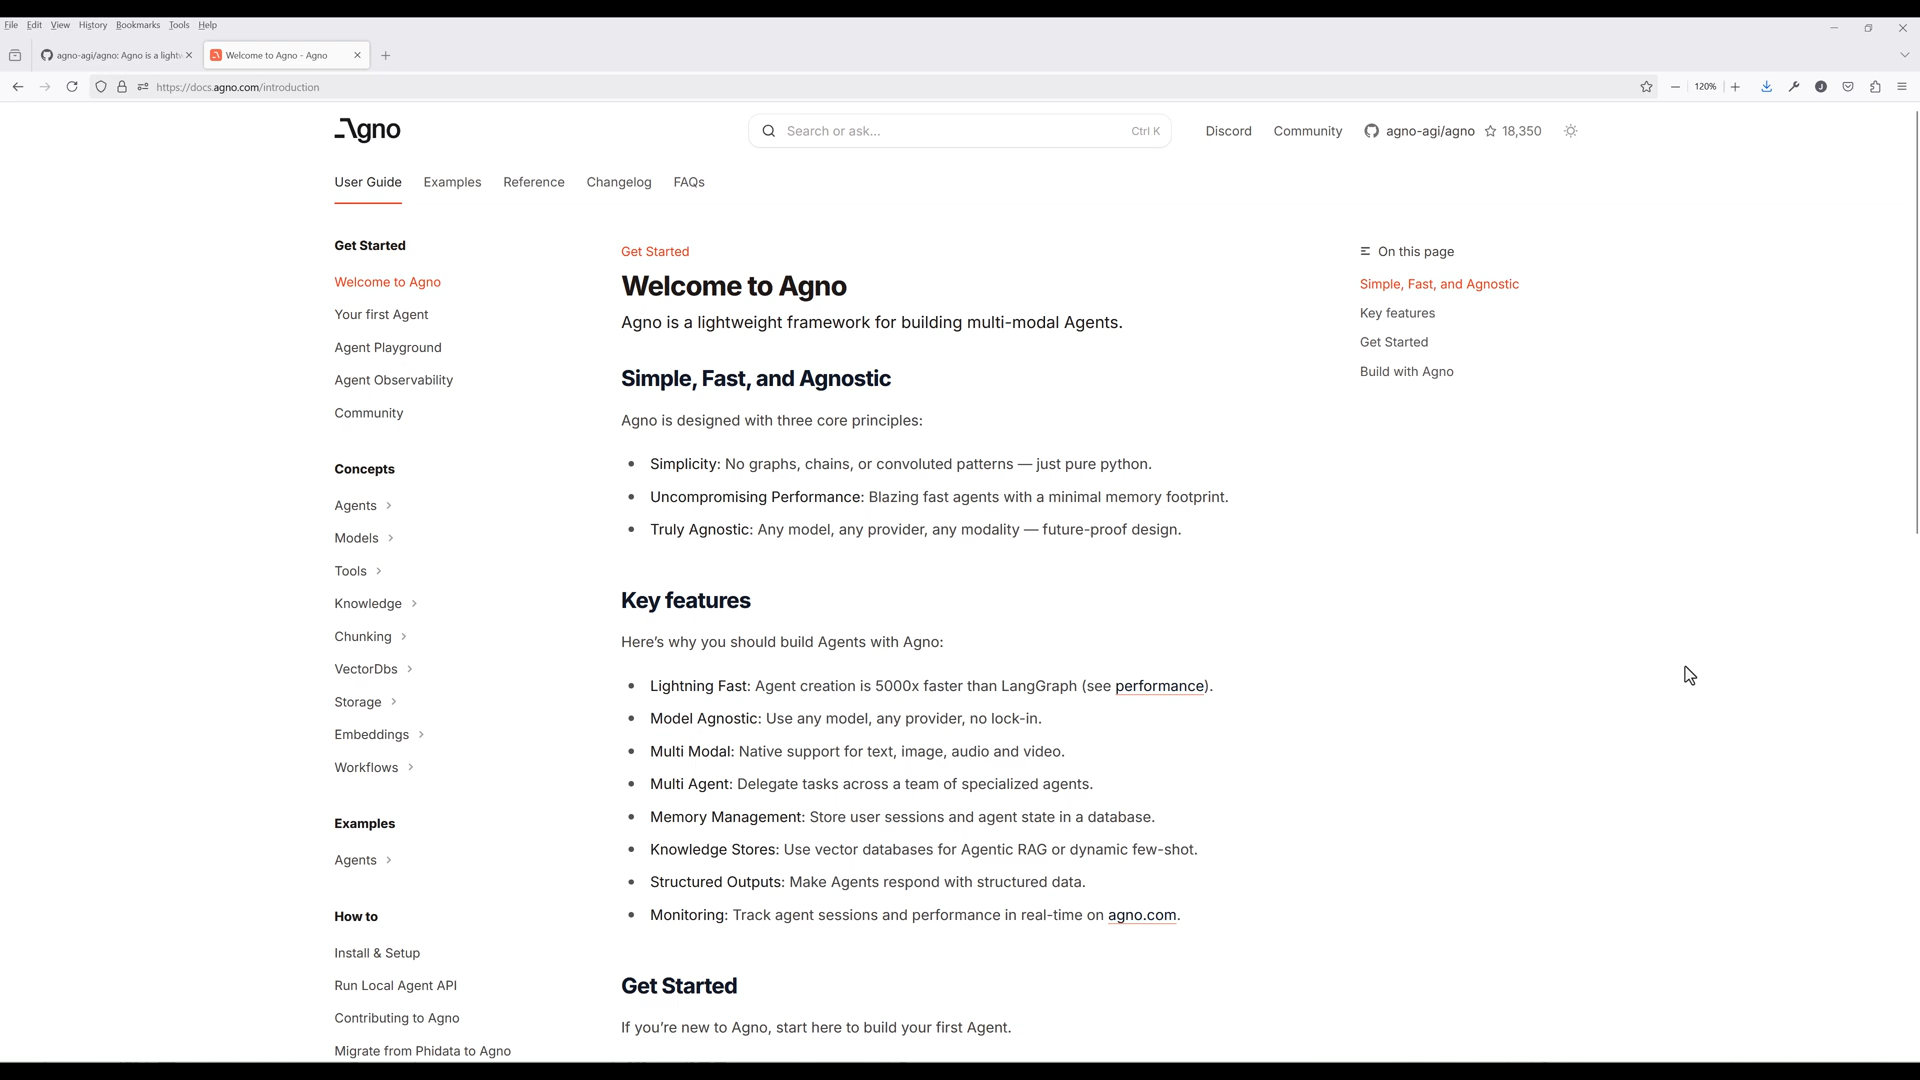 File Edit View History Bookmarks Tools Help
agno-agi/agno: Agno is a lightw
Welcome to Agno - Agno
https://docs.agno.com/introduction
120%
Agno
Search or ask...
Ctrl K
Discord
Community
agno-agi/agno
18,350
User Guide
Examples
Reference
Changelog
FAQs
Get Started
Welcome to Agno
Your first Agent
Agent Playground
Agent Observability
Community
Concepts
Agents
Models
Tools
Knowledge
Chunking
VectorDbs
Storage
Embeddings
Workflows
Examples
Agents
How to
Install & Setup
Run Local Agent API
Contributing to Agno
Migrate from Phidata to Agno
Get Started
Welcome to Agno
Agno is a lightweight framework for building multi-modal Agents.
Simple, Fast, and Agnostic
Agno is designed with three core principles:
Simplicity: No graphs, chains, or convoluted patterns — just pure python.
Uncompromising Performance: Blazing fast agents with a minimal memory footprint.
Truly Agnostic: Any model, any provider, any modality — future-proof design.
Key features
Here’s why you should build Agents with Agno:
Lightning Fast: Agent creation is 5000x faster than LangGraph (see performance).
Model Agnostic: Use any model, any provider, no lock-in.
Multi Modal: Native support for text, image, audio and video.
Multi Agent: Delegate tasks across a team of specialized agents.
Memory Management: Store user sessions and agent state in a database.
Knowledge Stores: Use vector databases for Agentic RAG or dynamic few-shot.
Structured Outputs: Make Agents respond with structured data.
Monitoring: Track agent sessions and performance in real-time on agno.com.
Get Started
If you’re new to Agno, start here to build your first Agent.
On this page
Simple, Fast, and Agnostic
Key features
Get Started
Build with Agno